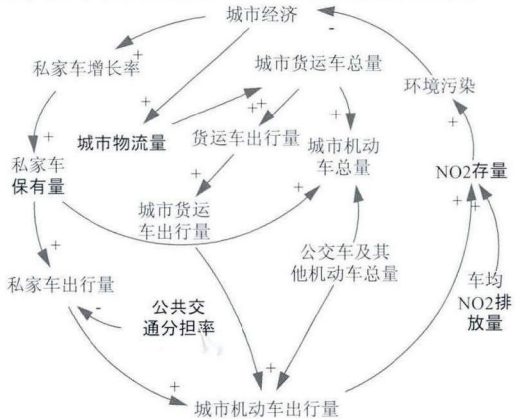 城市经济
-
+
私家车增长率
城市货运车总量
+
环境污染
+
+
++
+
+
城市物流量
货运车出行量
城市机动
车总量
私家车
保有量
+
NO2存量
+
+
+
城市货运
车出行量
+
私家车出行量
-
公交车及其
他机动车总量
车均
NO2排
放量
公共交
通分担率
+
+
城市机动车出行量